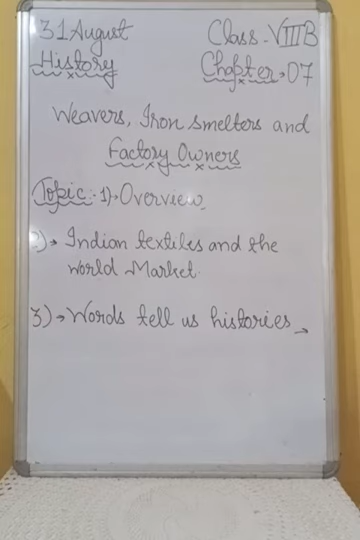 31 August Class - VIII B
History Chapter - 07
Weavers, Iron smelters and
Factory Owners
Topic - 1) → Overview
2) → Indian textiles and the
world Market.
3) → Words tell us histories →